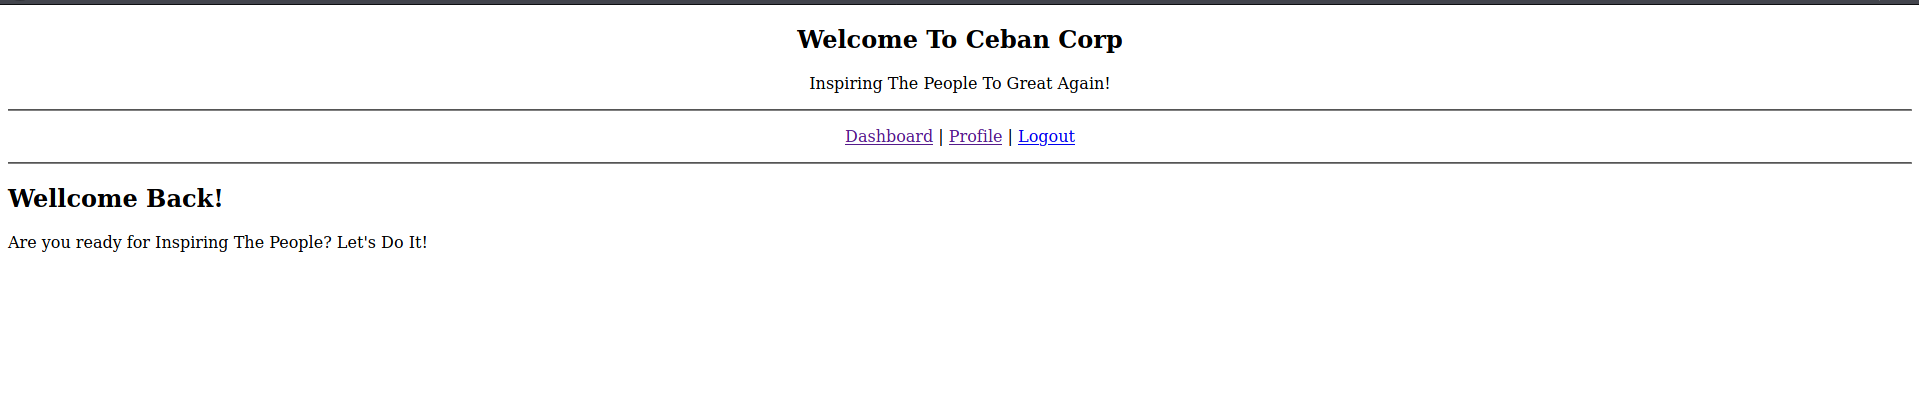 Welcome To Ceban Corp
Inspiring The People To Great Again!
Dashboard | Profile | Logout
Wellcome Back!
Are you ready for Inspiring The People? Let's Do It!